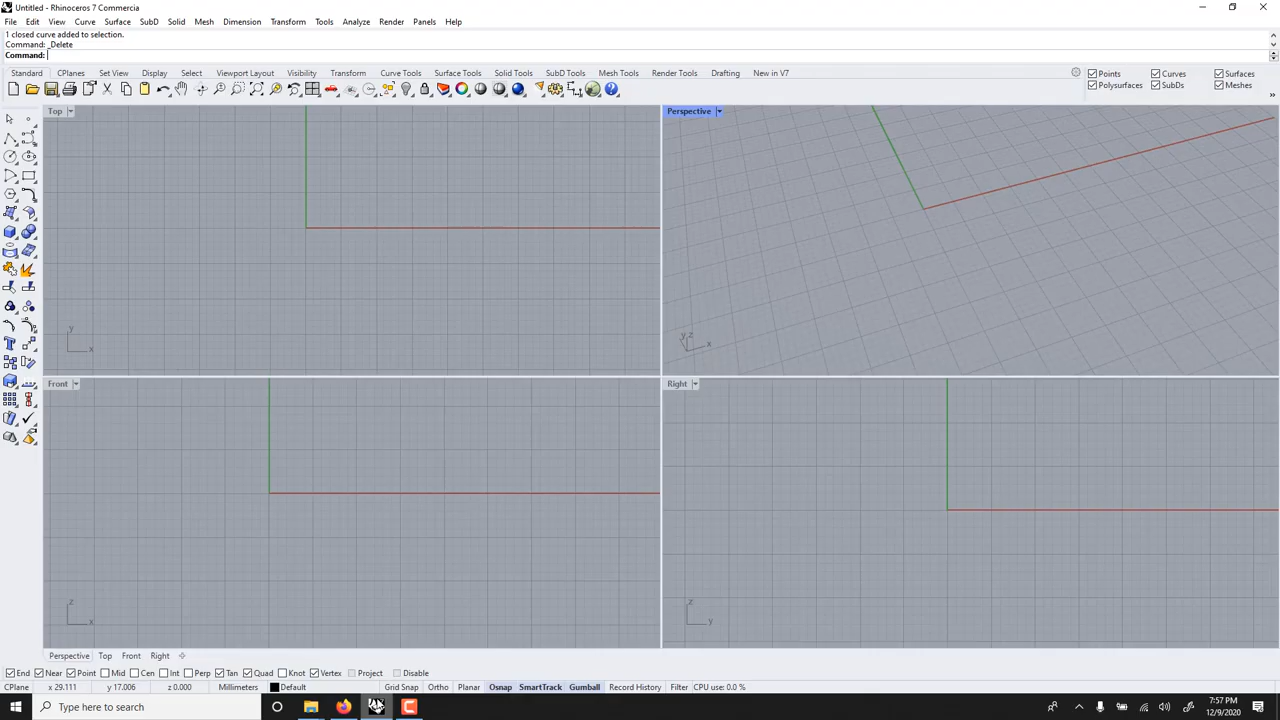 Untitled - Rhinoceros 7 Commercia
File Edit View Curve Surface SubD Solid Mesh Dimension Transform Tools Analyze Render Panels Help
1 closed curve added to selection.
Command: _Delete
Command:
Standard CPlanes Set View Display Select Viewport Layout Visibility Transform Curve Tools Surface Tools Solid Tools SubD Tools Mesh Tools Render Tools Drafting New in V7
Points Curves Surfaces
Polysurfaces SubDs Meshes
Top
Perspective
y
x
y z
x
Front
Right
z
x
z
y
Perspective Top Front Right
End Near Point Mid Cen Int Perp Tan Quad Knot Vertex Project Disable
CPlane x 29.111 y 17.006 z 0.000 Millimeters Default Grid Snap Ortho Planar Osnap SmartTrack Gumball Record History Filter CPU use: 0.0 %
Type here to search
7:57 PM
12/9/2020